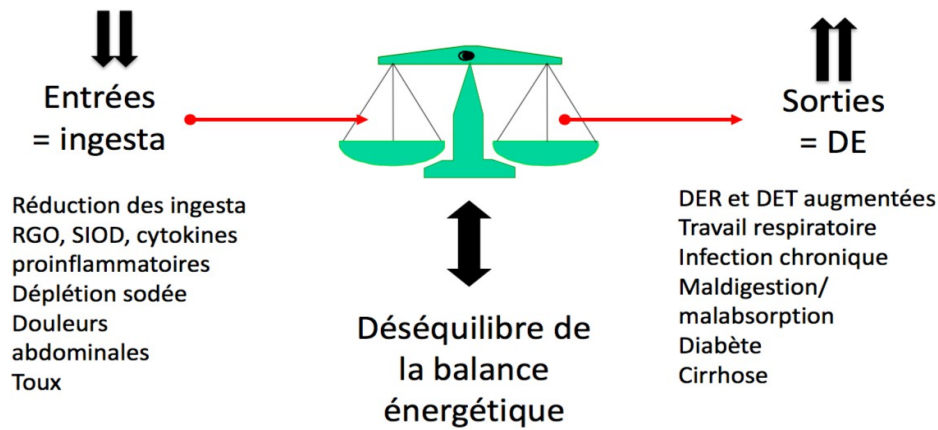 Entrées
= ingesta
Réduction des ingesta
RGO, SIOD, cytokines
proinflammatoires
Déplétion sodée
Douleurs
abdominales
Toux
Déséquilibre de
la balance
énergétique
Sorties
= DE
DER et DET augmentées
Travail respiratoire
Infection chronique
Maldigestion/
malabsorption
Diabète
Cirrhose